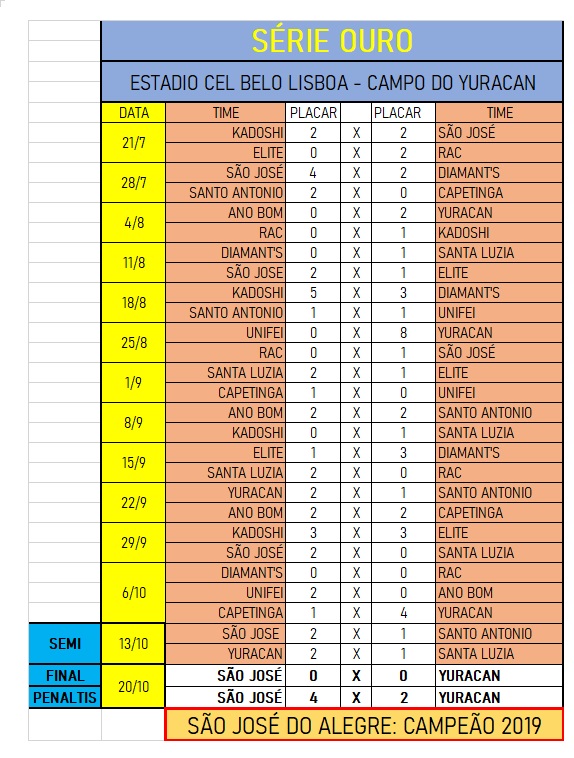 SÉRIE OURO
ESTADIO CEL BELO LISBOA - CAMPO DO YURACAN
DATA TIME PLACAR PLACAR TIME
21/7 KADOSHI 2 X 2 SÃO JOSÉ
ELITE 0 X 2 RAC
28/7 SÃO JOSÉ 4 X 2 DIAMANT'S
SANTO ANTONIO 2 X 0 CAPETINGA
4/8 ANO BOM 0 X 2 YURACAN
RAC 0 X 1 KADOSHI
11/8 DIAMANT'S 0 X 1 SANTA LUZIA
SÃO JOSE 2 X 1 ELITE
18/8 KADOSHI 5 X 3 DIAMANT'S
SANTO ANTONIO 1 X 1 UNIFEI
25/8 UNIFEI 0 X 8 YURACAN
RAC 0 X 1 SÃO JOSÉ
1/9 SANTA LUZIA 2 X 1 ELITE
CAPETINGA 1 X 0 UNIFEI
8/9 ANO BOM 2 X 2 SANTO ANTONIO
KADOSHI 0 X 1 SANTA LUZIA
15/9 ELITE 1 X 3 DIAMANT'S
SANTA LUZIA 2 X 0 RAC
22/9 YURACAN 2 X 1 SANTO ANTONIO
ANO BOM 2 X 2 CAPETINGA
29/9 KADOSHI 3 X 3 ELITE
SÃO JOSÉ 2 X 0 SANTA LUZIA
6/10 DIAMANT'S 0 X 0 RAC
UNIFEI 2 X 0 ANO BOM
CAPETINGA 1 X 4 YURACAN
SEMI 13/10 SÃO JOSE 2 X 1 SANTO ANTONIO
YURACAN 2 X 1 SANTA LUZIA
FINAL 20/10 SÃO JOSÉ 0 X 0 YURACAN
PENALTIS SÃO JOSÉ 4 X 2 YURACAN
SÃO JOSÉ DO ALEGRE: CAMPEÃO 2019